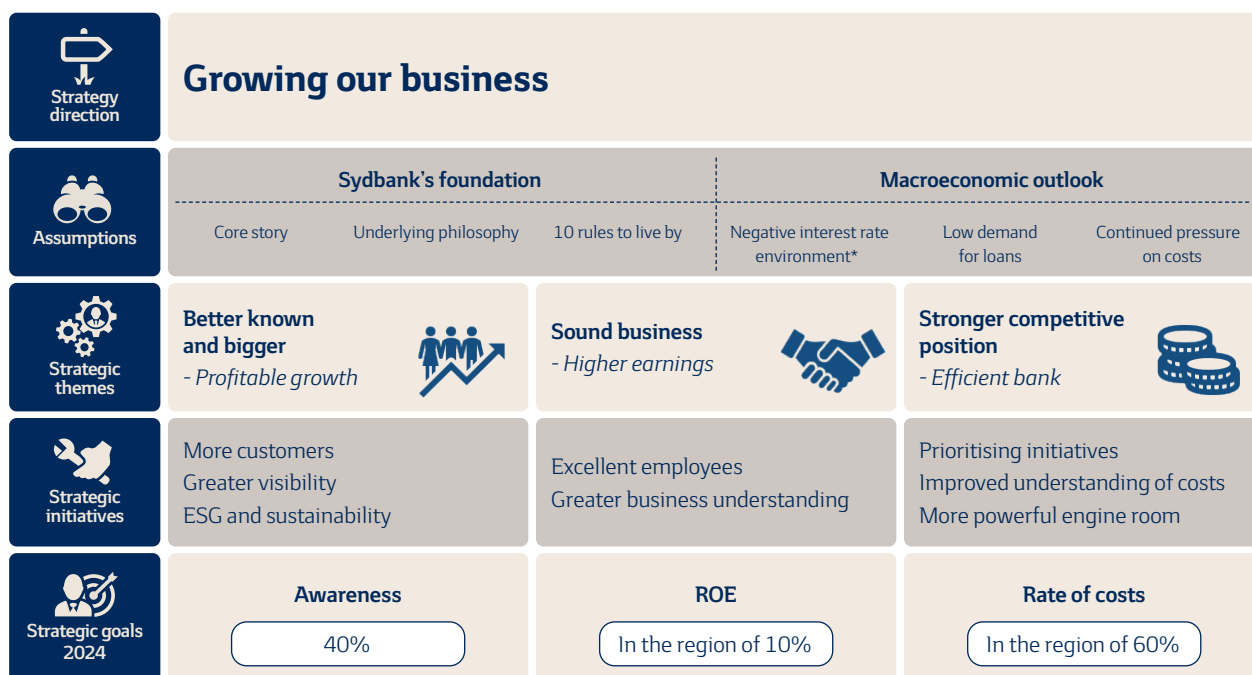 Strategy
direction
Growing our business
Assumptions
Sydbank's foundation
Macroeconomic outlook
Core story
Underlying philosophy
10 rules to live by
Negative interest rate
environment*
Low demand
for loans
Continued pressure
on costs
Strategic
themes
Better known
and bigger
- Profitable growth
Sound business
- Higher earnings
Stronger competitive
position
- Efficient bank
Strategic
initiatives
More customers
Greater visibility
ESG and sustainability
Excellent employees
Greater business understanding
Prioritising initiatives
Improved understanding of costs
More powerful engine room
Strategic goals
2024
Awareness
40%
ROE
In the region of 10%
Rate of costs
In the region of 60%